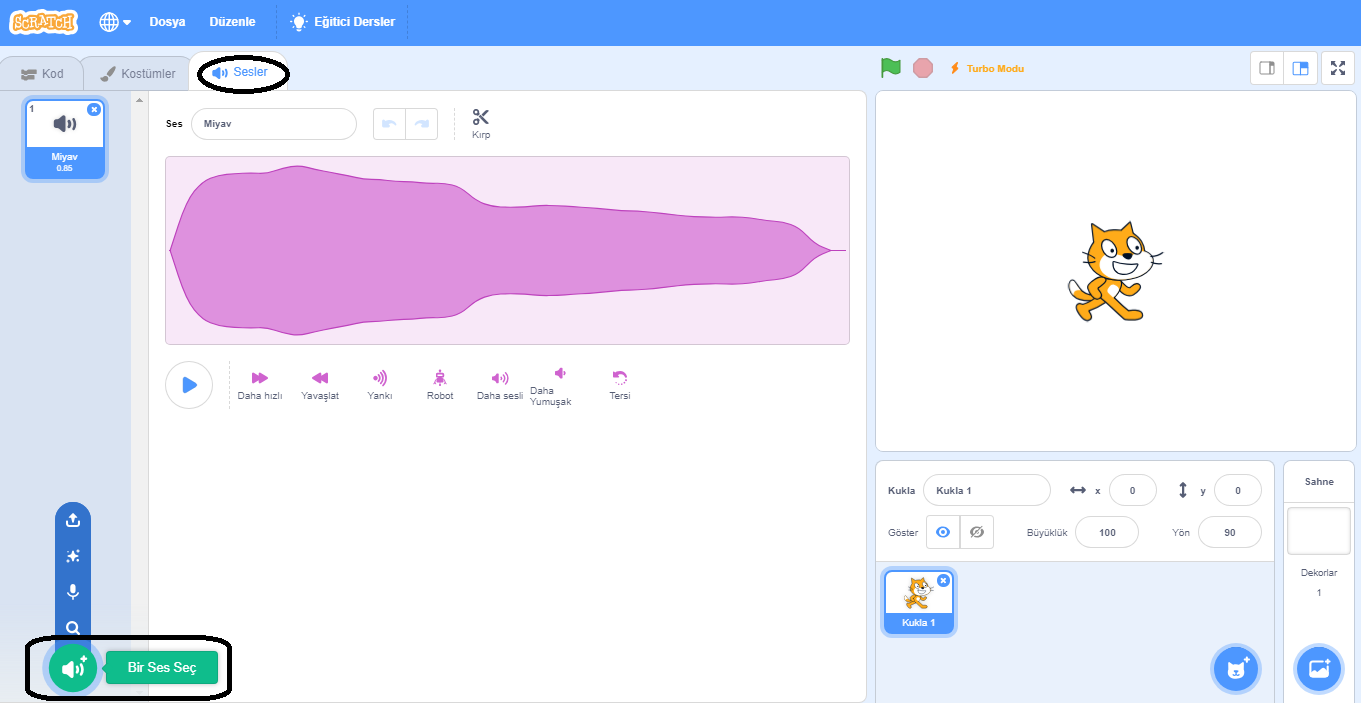 SCRATCH
Dosya
Düzenle
Eğitici Dersler
Kod
Kostümler
Sesler
Turbo Modu
1
Miyav
0.85
Ses
Miyav
Kırp
Daha hızlı
Yavaşlat
Yankı
Robot
Daha sesli
Daha
Yumuşak
Tersi
Bir Ses Seç
Kukla
Kukla 1
x
0
y
0
Göster
Büyüklük
100
Yön
90
Kukla 1
Sahne
Dekorlar
1